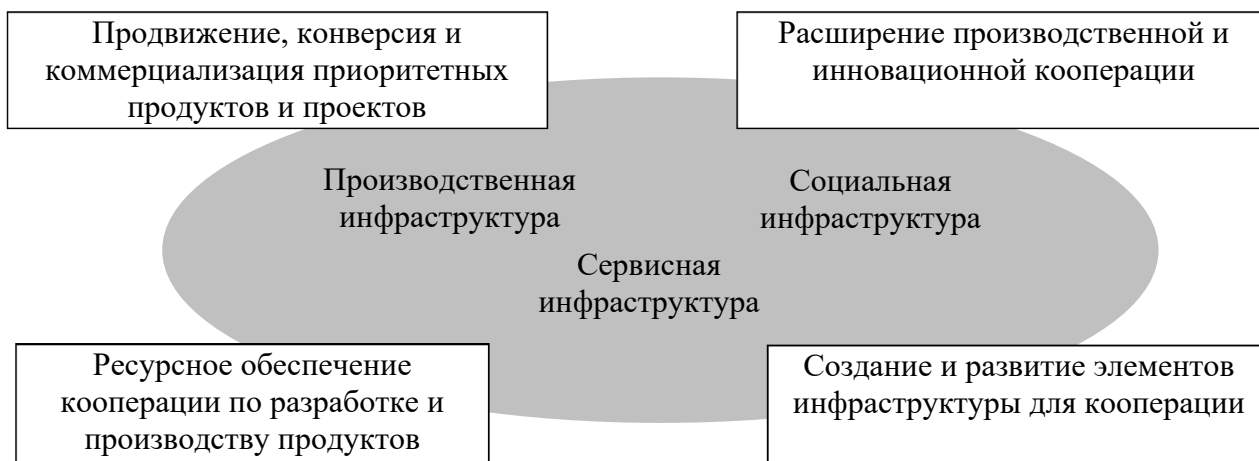 Продвижение, конверсия и
коммерциализация приоритетных
продуктов и проектов
Расширение производственной и
инновационной кооперации
Производственная
инфраструктура
Социальная
инфраструктура
Сервисная
инфраструктура
Ресурсное обеспечение
кооперации по разработке и
производству продуктов
Создание и развитие элементов
инфраструктуры для кооперации